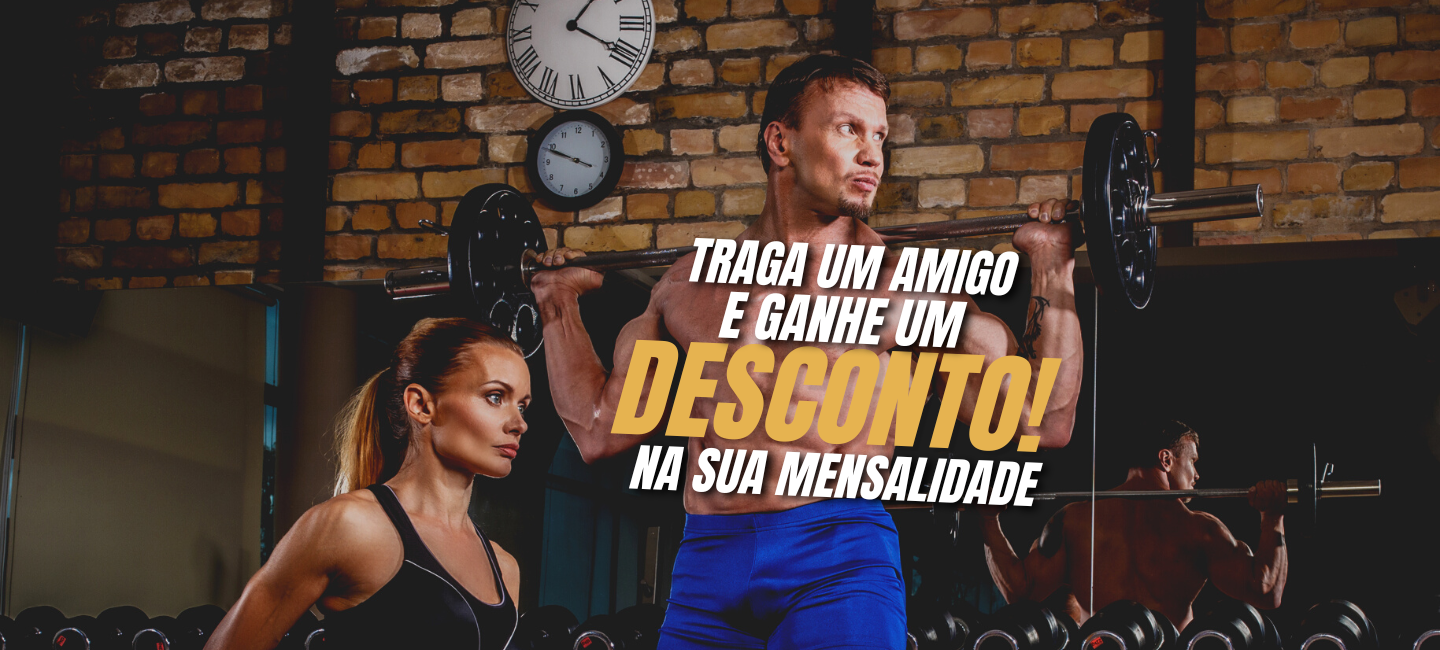 TRAGA UM AMIGO
E GANHE UM
DESCONTO!
NA SUA MENSALIDADE